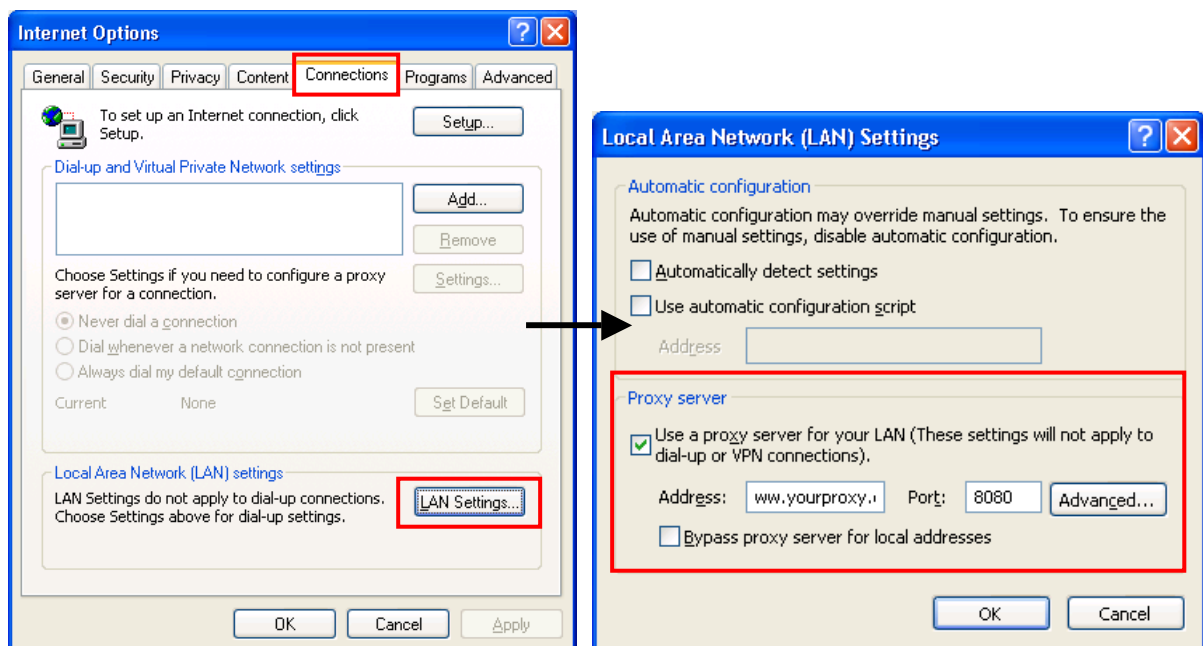 Internet Options
General Security Privacy Content Connections Programs Advanced
To set up an Internet connection, click
Setup.
Setup...
Dial-up and Virtual Private Network settings
Add...
Remove
Choose Settings if you need to configure a proxy
server for a connection.
Settings...
Never dial a connection
Dial whenever a network connection is not present
Always dial my default connection
Current None
Set Default
Local Area Network (LAN) settings
LAN Settings do not apply to dial-up connections.
Choose Settings above for dial-up settings.
LAN Settings...
OK Cancel Apply
Local Area Network (LAN) Settings
Automatic configuration
Automatic configuration may override manual settings. To ensure the
use of manual settings, disable automatic configuration.
Automatically detect settings
Use automatic configuration script
Address
Proxy server
Use a proxy server for your LAN (These settings will not apply to
dial-up or VPN connections).
Address: ww.yourproxy. Port: 8080 Advanced...
Bypass proxy server for local addresses
OK Cancel